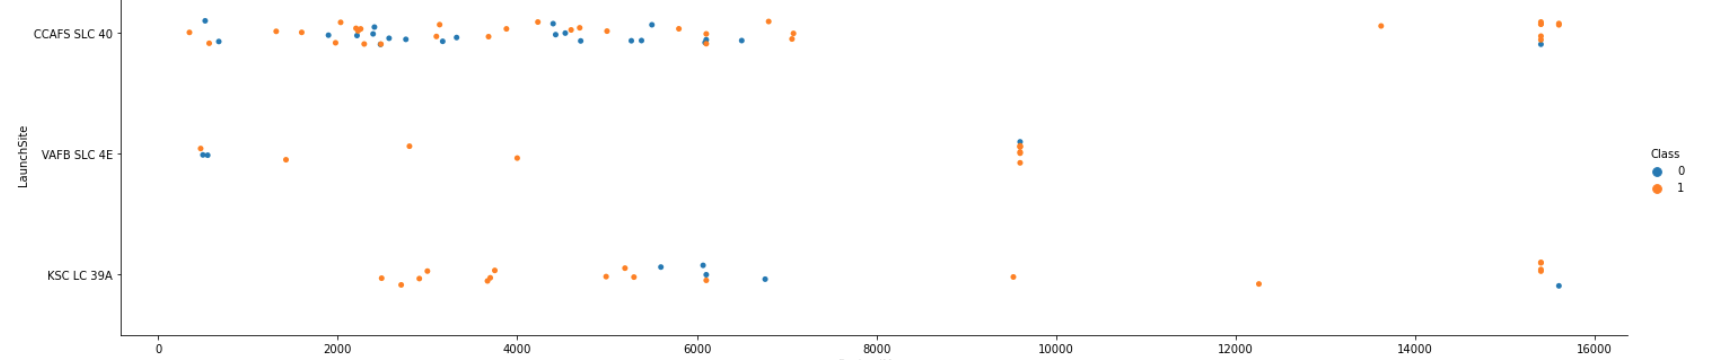 CCAFS SLC 40
VAFB SLC 4E
KSC LC 39A
LaunchSite
0 2000 4000 6000 8000 10000 12000 14000 16000
Class
0
1